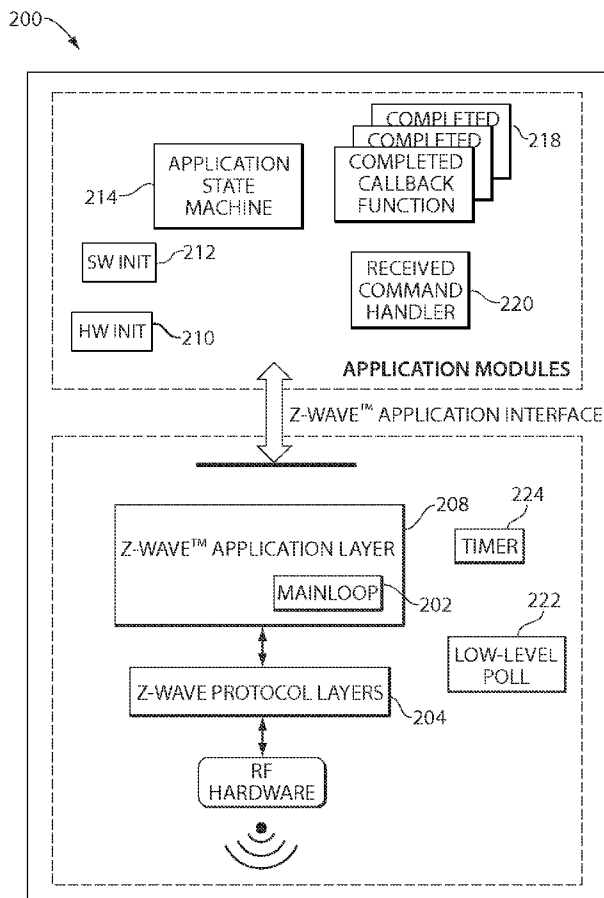 200
COMPLETED
COMPLETED
COMPLETED
CALLBACK
FUNCTION
218
APPLICATION
STATE
MACHINE
214
SW INIT
212
HW INIT
210
RECEIVED
COMMAND
HANDLER
220
APPLICATION MODULES
Z-WAVE™ APPLICATION INTERFACE
208
Z-WAVE™ APPLICATION LAYER
MAINLOOP
202
224
TIMER
222
LOW-LEVEL
POLL
Z-WAVE PROTOCOL LAYERS
204
RF
HARDWARE